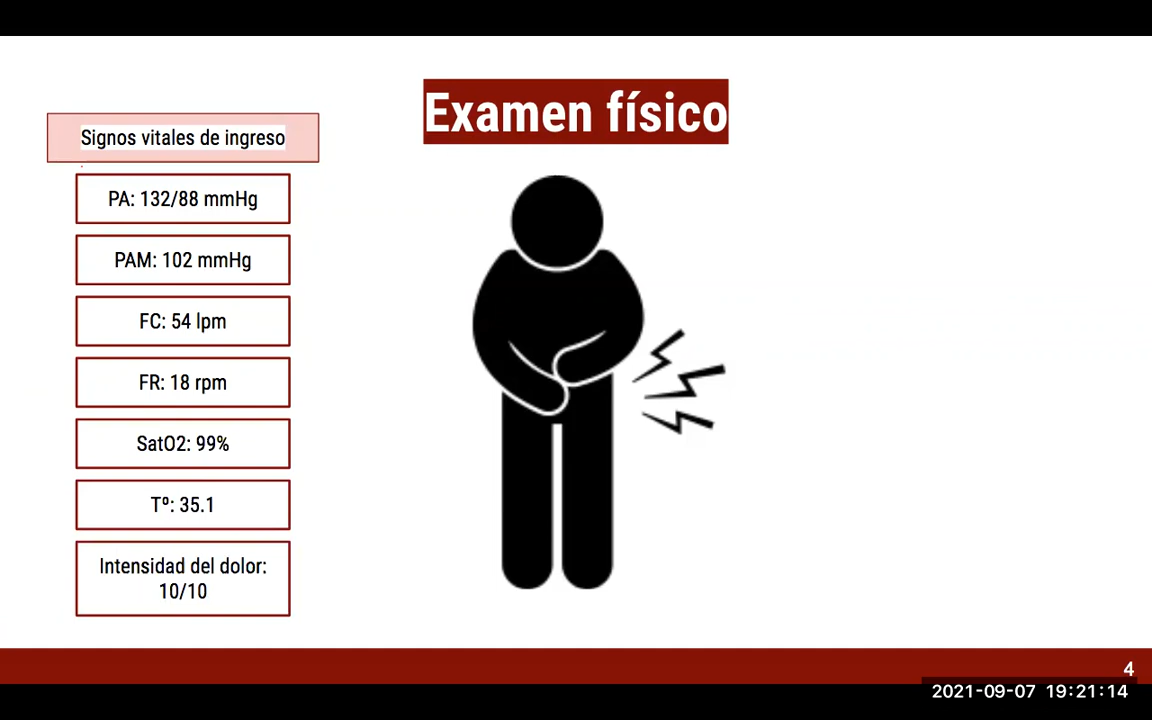 Examen físico
Signos vitales de ingreso
PA: 132/88 mmHg
PAM: 102 mmHg
FC: 54 lpm
FR: 18 rpm
SatO2: 99%
Tº: 35.1
Intensidad del dolor:
10/10
4
2021-09-07 19:21:14